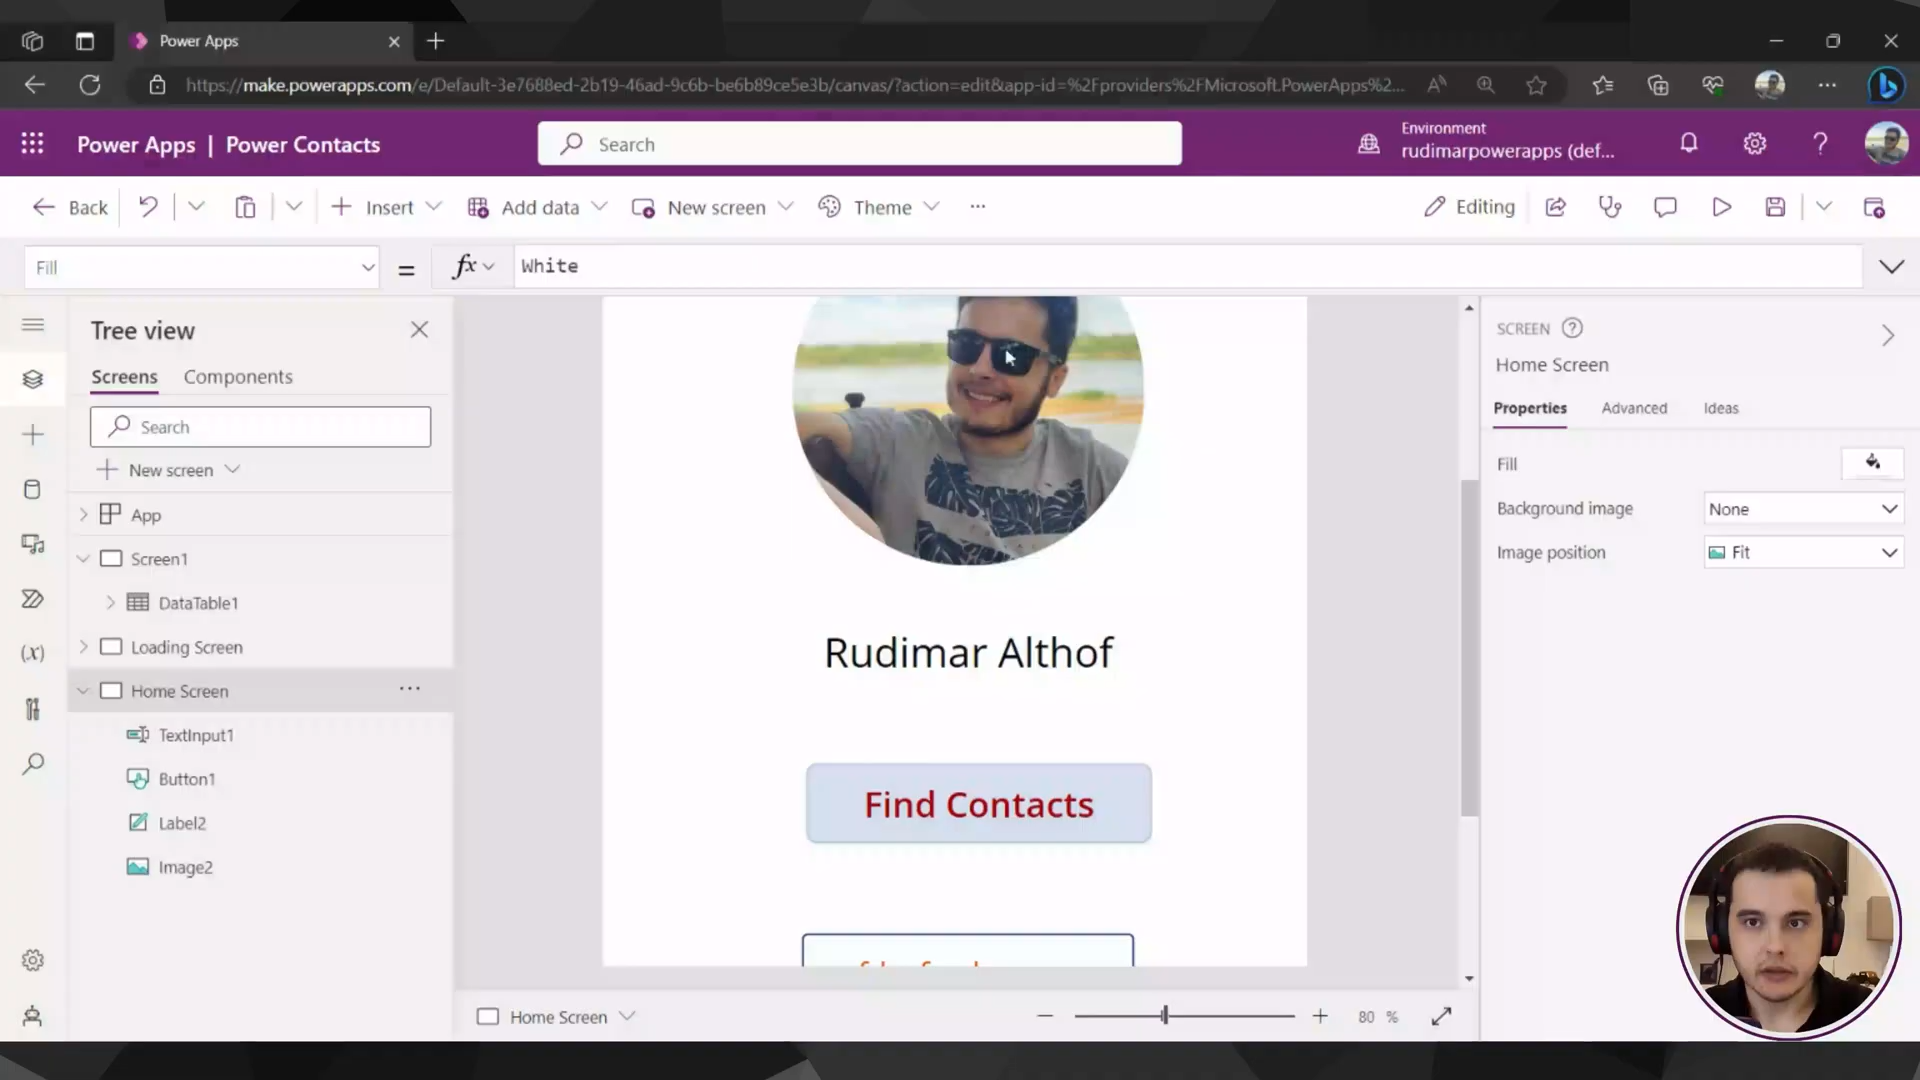 Power Apps
https://make.powerapps.com/e/Default-3e7688ed-2b19-46ad-9c6b-be6b89ce5e3b/canvas/?action=edit&app-id=%2Fproviders%2FMicrosoft.PowerApps%2...
Power Apps | Power Contacts
Search
Environment
rudimarpowerapps (def...
Back
Insert
Add data
New screen
Theme
...
Editing
Fill
=
fx
White
Tree view
Screens
Components
Search
New screen
App
Screen1
DataTable1
Loading Screen
Home Screen
...
TextInput1
Button1
Label2
Image2
Rudimar Althof
Find Contacts
Home Screen
80 %
SCREEN
Home Screen
Properties
Advanced
Ideas
Fill
Background image
None
Image position
Fit